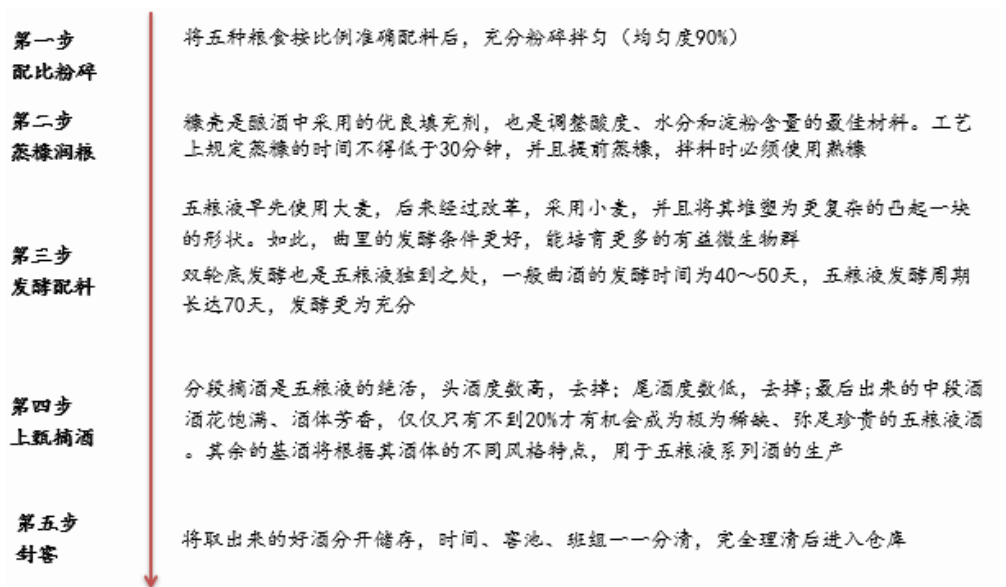 第一步
配比粉碎
将五种粮食按比例准确配料后，充分粉碎拌匀（均匀度90%）
第二步
蒸糠润粮
糠壳是酿酒中采用的优良填充剂，也是调整酸度、水分和淀粉含量的最佳材料。工艺
上规定蒸糠的时间不得低于30分钟，并且提前蒸糠，拌料时必须使用熟糠
第三步
发酵配料
五粮液早先使用大麦，后来经过改革，采用小麦，并且将其堆塑为更复杂的凸起一块
的形状。如此，曲里的发酵条件更好，能培育更多的有益微生物群
双轮底发酵也是五粮液独到之处，一般曲酒的发酵时间为40～50天，五粮液发酵周期
长达70天，发酵更为充分
第四步
上甑摘酒
分段摘酒是五粮液的绝活，头酒度数高，去掉；尾酒度数低，去掉;最后出来的中段酒
酒花饱满、酒体芳香，仅仅只有不到20%才有机会成为极为稀缺、弥足珍贵的五粮液酒
。其余的基酒将根据其酒体的不同风格特点，用于五粮液系列酒的生产
第五步
封窖
将取出来的好酒分开储存，时间、窖池、班组一一分清，完全理清后进入仓库